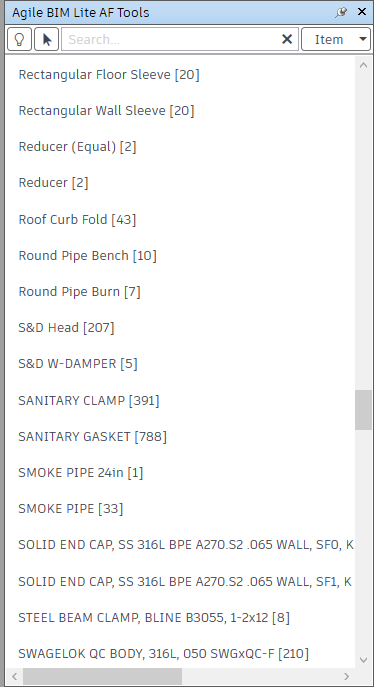 Agile BIM Lite AF Tools
Search...
Item
Rectangular Floor Sleeve [20]
Rectangular Wall Sleeve [20]
Reducer (Equal) [2]
Reducer [2]
Roof Curb Fold [43]
Round Pipe Bench [10]
Round Pipe Burn [7]
S&D Head [207]
S&D W-DAMPER [5]
SANITARY CLAMP [391]
SANITARY GASKET [788]
SMOKE PIPE 24in [1]
SMOKE PIPE [33]
SOLID END CAP, SS 316L BPE A270.S2 .065 WALL, SF0, K
SOLID END CAP, SS 316L BPE A270.S2 .065 WALL, SF1, K
STEEL BEAM CLAMP, BLINE B3055, 1-2x12 [8]
SWAGELOK QC BODY, 316L, 050 SWGxQC-F [210]